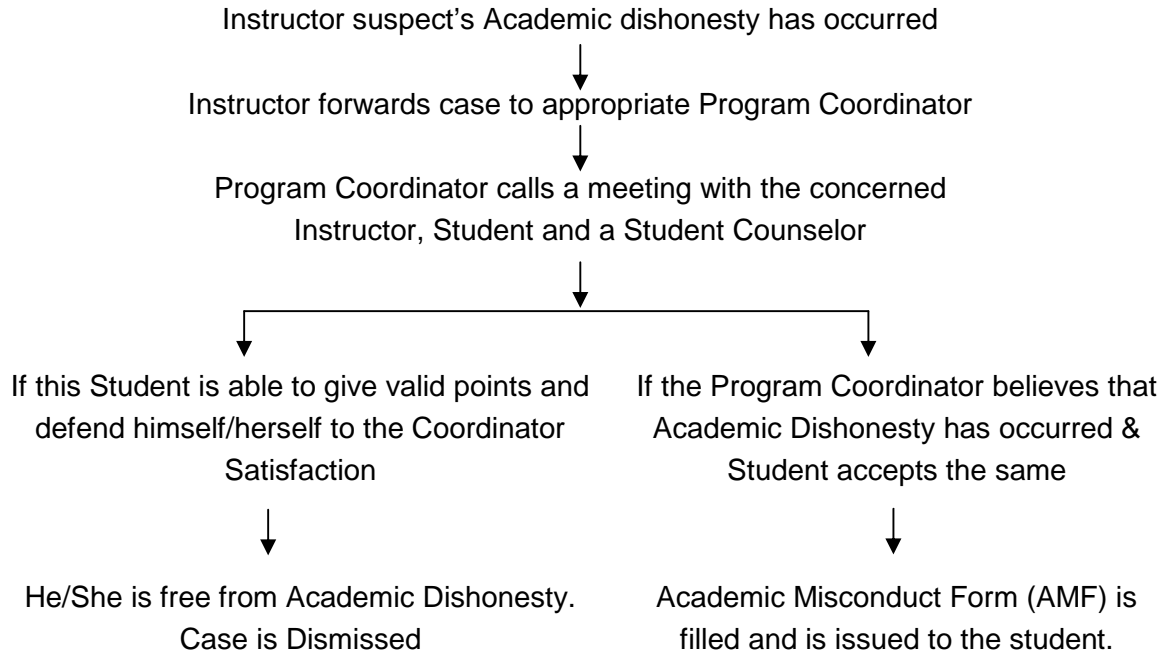 Instructor suspect's Academic dishonesty has occurred
Instructor forwards case to appropriate Program Coordinator
Program Coordinator calls a meeting with the concerned
Instructor, Student and a Student Counselor
If this Student is able to give valid points and
defend himself/herself to the Coordinator
Satisfaction
If the Program Coordinator believes that
Academic Dishonesty has occurred &
Student accepts the same
He/She is free from Academic Dishonesty.
Case is Dismissed
Academic Misconduct Form (AMF) is
filled and is issued to the student.